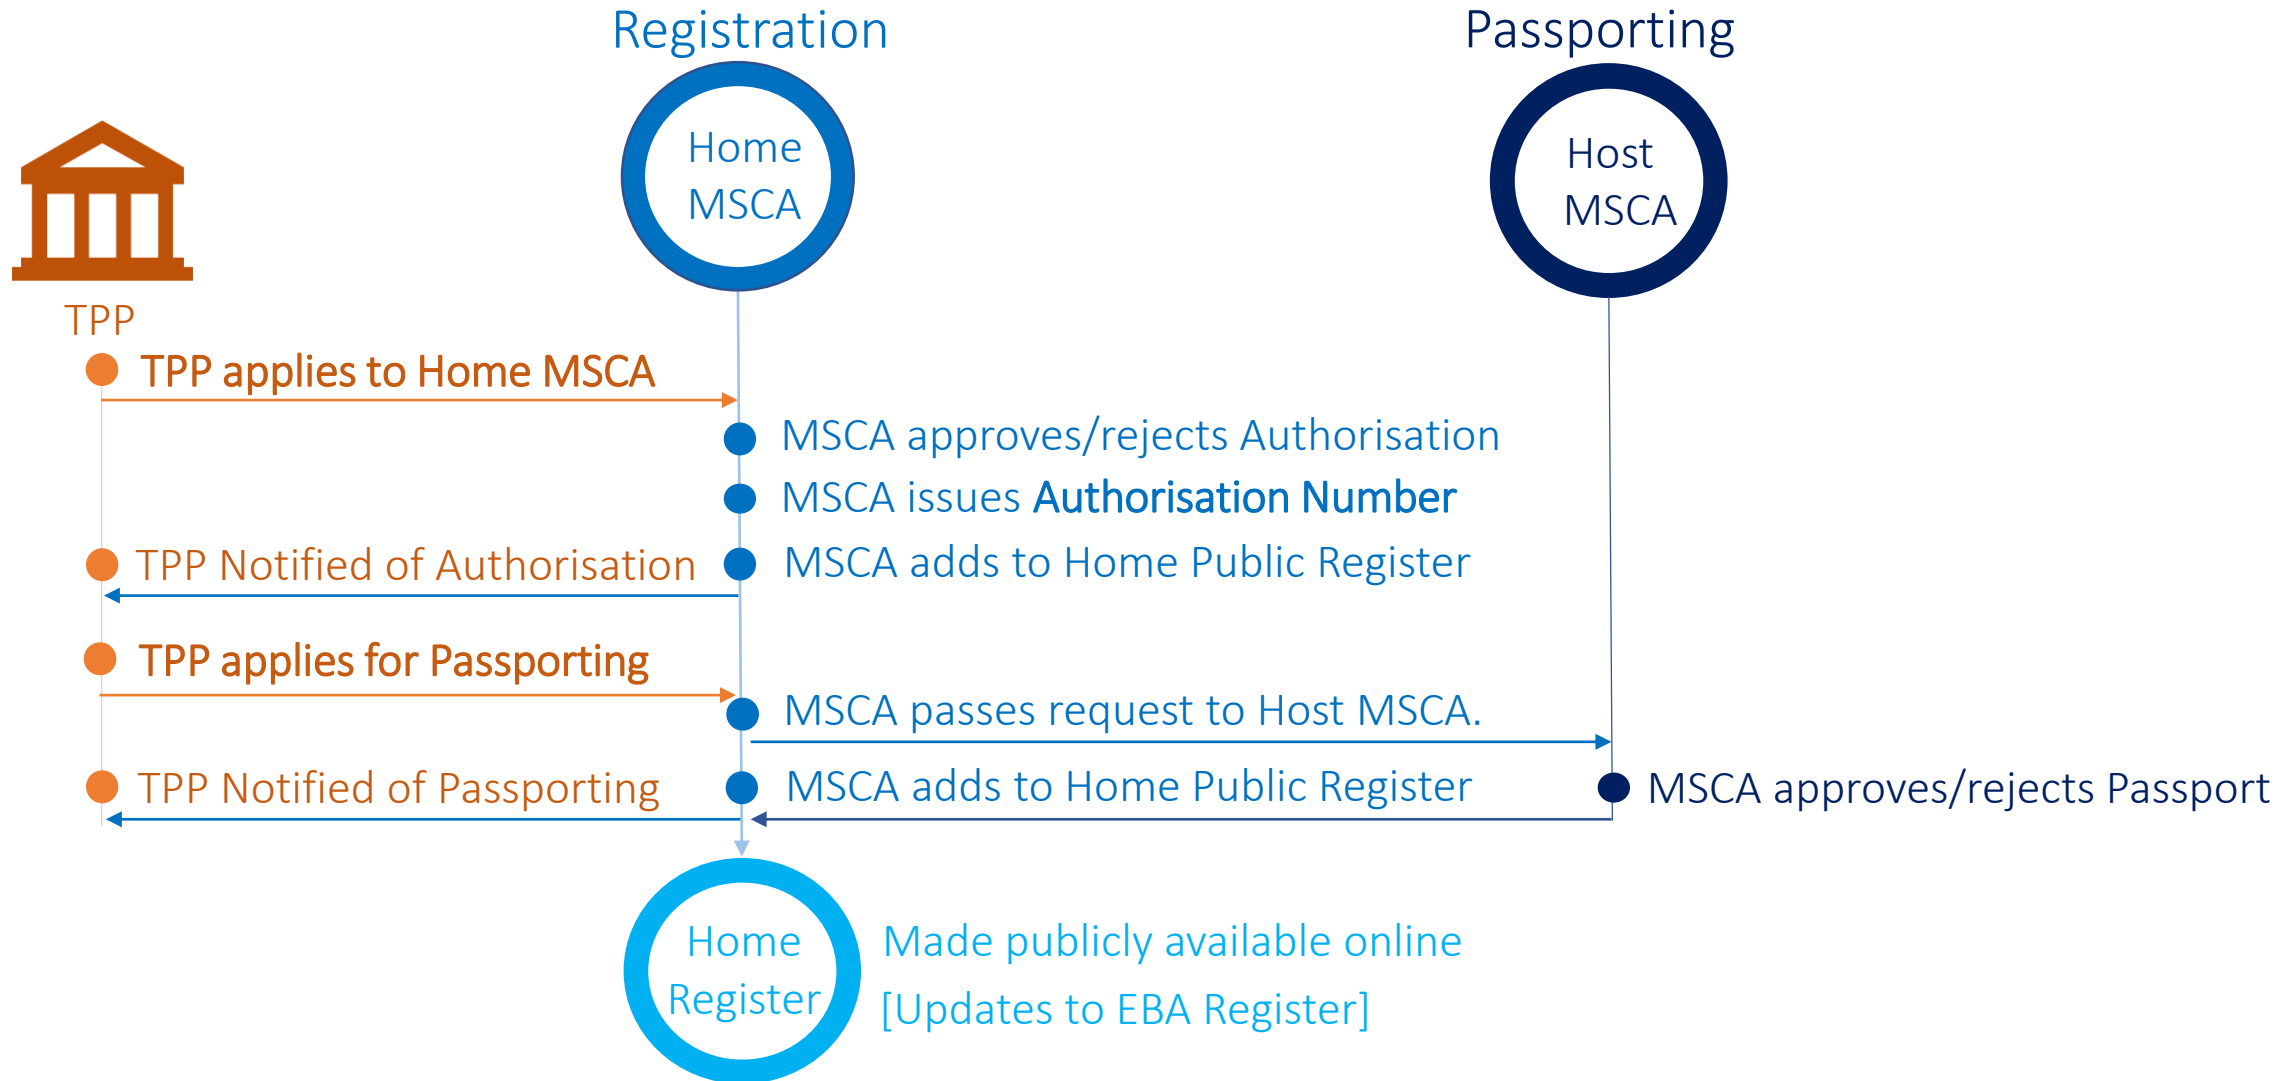 Registration
Passporting
Home
MSCA
Host
MSCA
TPP
TPP applies to Home MSCA
MSCA approves/rejects Authorisation
MSCA issues Authorisation Number
TPP Notified of Authorisation
MSCA adds to Home Public Register
TPP applies for Passporting
MSCA passes request to Host MSCA.
TPP Notified of Passporting
MSCA adds to Home Public Register
MSCA approves/rejects Passport
Home
Register
Made publicly available online
[Updates to EBA Register]